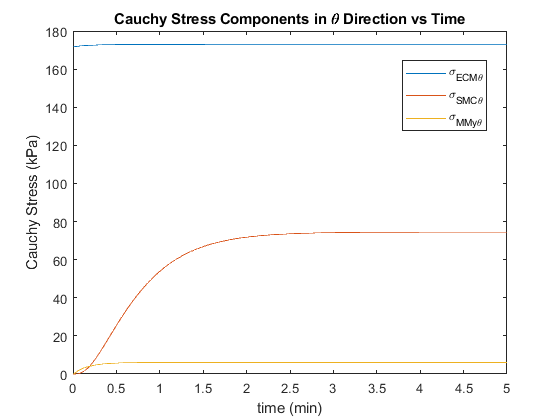 Cauchy Stress Components in θ Direction vs Time
180
160
140
120
100
80
60
40
20
0
Cauchy Stress (kPa)
σECMθ
σSMCθ
σMMyθ
0 0.5 1 1.5 2 2.5 3 3.5 4 4.5 5
time (min)